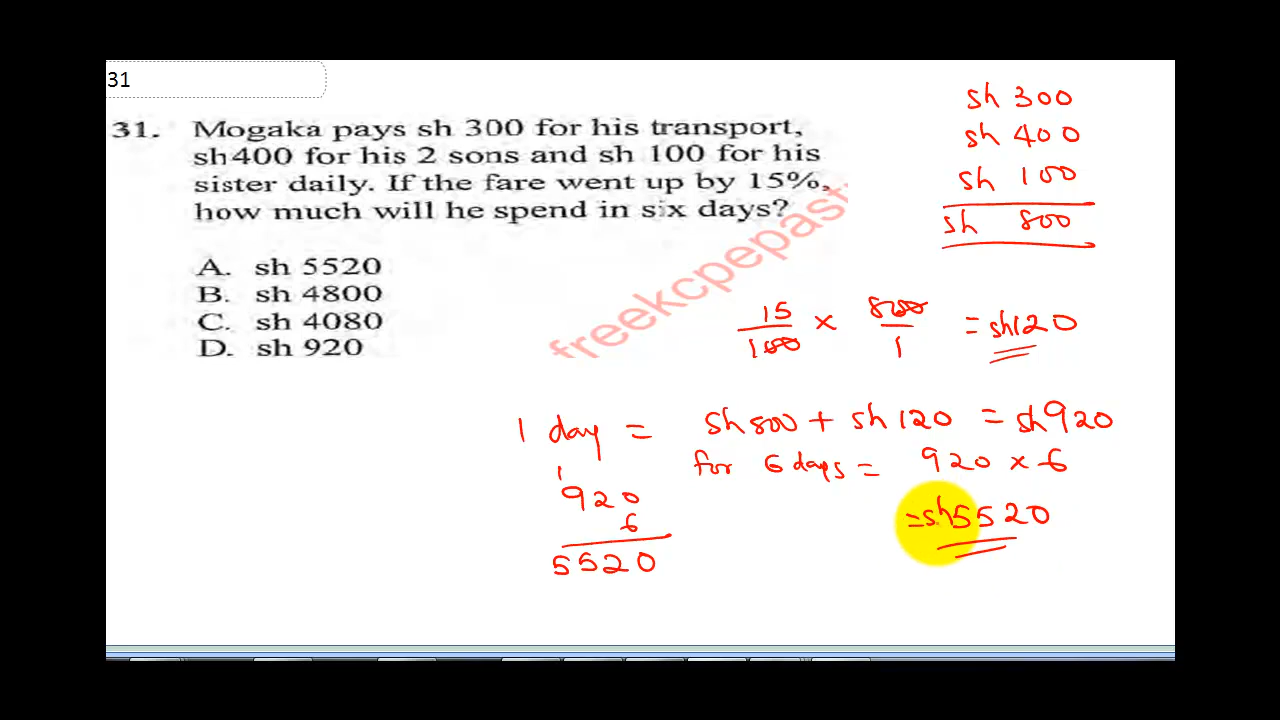 31
31. Mogaka pays sh 300 for his transport,
sh400 for his 2 sons and sh 100 for his
sister daily. If the fare went up by 15%,
how much will he spend in six days?
A. sh 5520
B. sh 4800
C. sh 4080
D. sh 920
freekcpepast
sh 300
sh 400
sh 100
sh 800
15/100 × 800/1 = sh120
1 day = sh800 + sh120 = sh920
for 6 days = 920 × 6
= sh5520
1
920
6
5520